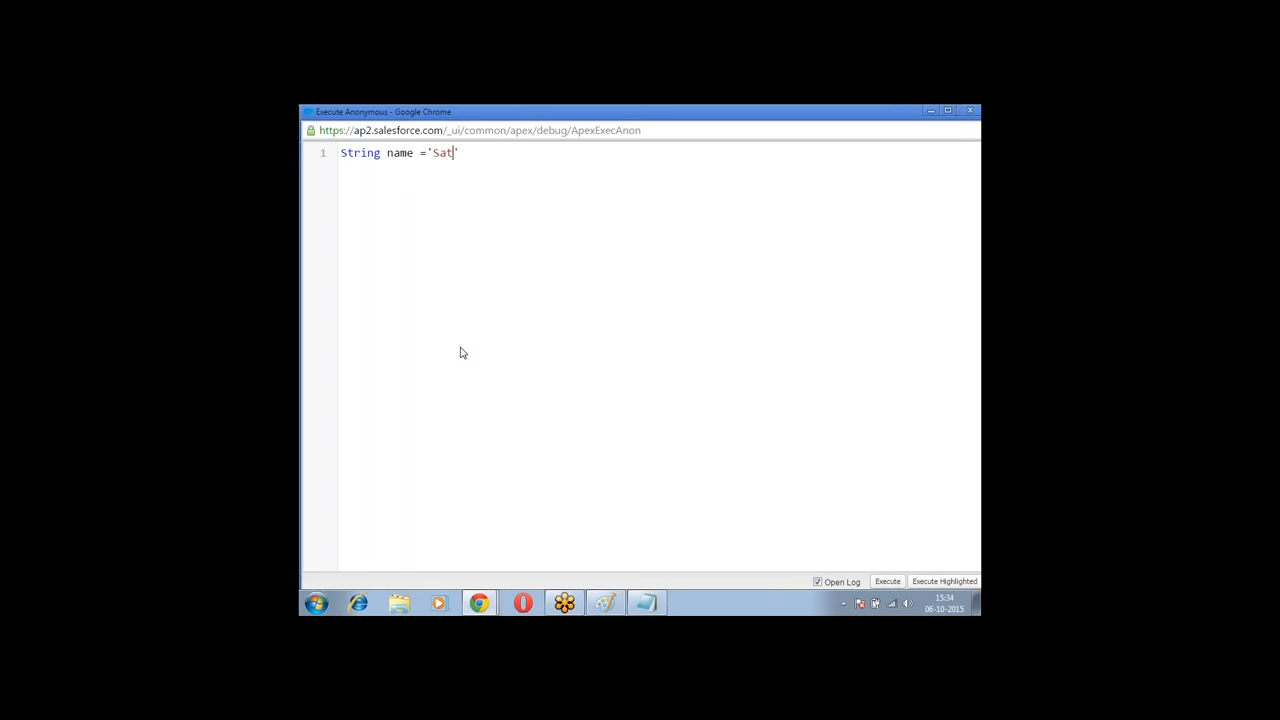 Execute Anonymous - Google Chrome
https://ap2.salesforce.com/_ui/common/apex/debug/ApexExecAnon
1 String name ='Sat'
Open Log Execute Execute Highlighted
15:34
06-10-2015